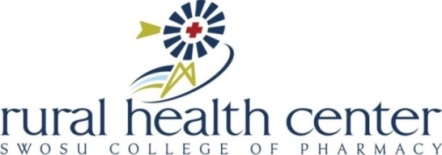 rural health center
SWOSU COLLEGE OF PHARMACY